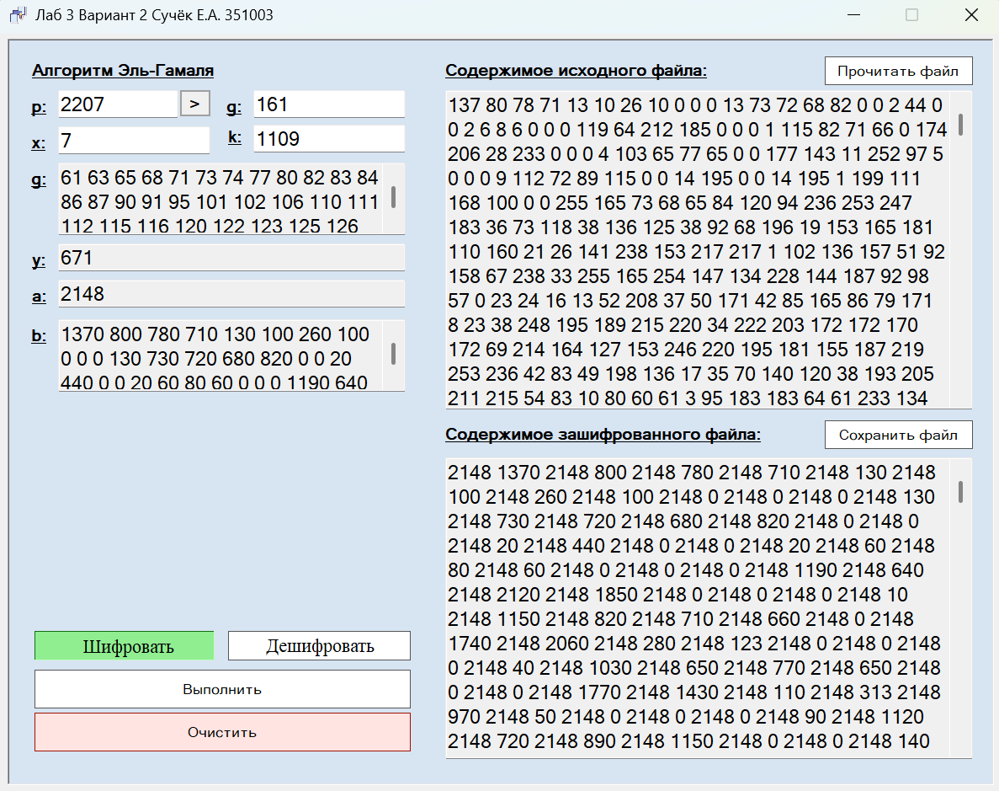 Лаб 3 Вариант 2 Сучёк Е.А. 351003
Алгоритм Эль-Гамаля
p: 2207 > g: 161
x: 7 k: 1109
g: 61 63 65 68 71 73 74 77 80 82 83 84
86 87 90 91 95 101 102 106 110 111
112 115 116 120 122 123 125 126
y: 671
a: 2148
b: 1370 800 780 710 130 100 260 100
0 0 0 130 730 720 680 820 0 0 20
440 0 0 20 60 80 60 0 0 0 1190 640
Шифровать Дешифровать
Выполнить
Очистить
Содержимое исходного файла: Прочитать файл
137 80 78 71 13 10 26 10 0 0 0 13 73 72 68 82 0 0 2 44 0
0 2 6 8 6 0 0 0 119 64 212 185 0 0 0 1 115 82 71 66 0 174
206 28 233 0 0 0 4 103 65 77 65 0 0 177 143 11 252 97 5
0 0 0 9 112 72 89 115 0 0 14 195 0 0 14 195 1 199 111
168 100 0 0 255 165 73 68 65 84 120 94 236 253 247
183 36 73 118 38 136 125 38 92 68 196 19 153 165 181
110 160 21 26 141 238 153 217 217 1 102 136 157 51 92
158 67 238 33 255 165 254 147 134 228 144 187 92 98
57 0 23 24 16 13 52 208 37 50 171 42 85 165 86 79 171
8 23 38 248 195 189 215 220 34 222 203 172 172 170
172 69 214 164 127 153 246 220 195 181 155 187 219
253 236 42 83 49 198 136 17 35 70 140 120 38 193 205
211 215 54 83 10 80 60 61 3 95 183 183 64 61 233 134
Содержимое зашифрованного файла: Сохранить файл
2148 1370 2148 800 2148 780 2148 710 2148 130 2148
100 2148 260 2148 100 2148 0 2148 0 2148 0 2148 130
2148 730 2148 720 2148 680 2148 820 2148 0 2148 0
2148 20 2148 440 2148 0 2148 0 2148 20 2148 60 2148
80 2148 60 2148 0 2148 0 2148 0 2148 1190 2148 640
2148 2120 2148 1850 2148 0 2148 0 2148 0 2148 10
2148 1150 2148 820 2148 710 2148 660 2148 0 2148
1740 2148 2060 2148 280 2148 123 2148 0 2148 0 2148
0 2148 40 2148 1030 2148 650 2148 770 2148 650 2148
0 2148 0 2148 1770 2148 1430 2148 110 2148 313 2148
970 2148 50 2148 0 2148 0 2148 0 2148 90 2148 1120
2148 720 2148 890 2148 1150 2148 0 2148 0 2148 140